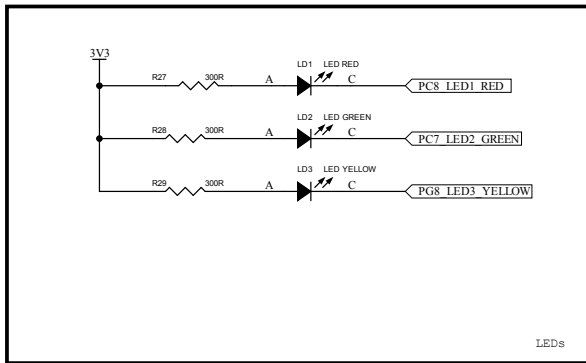 3V3
R27 300R A LD1 LED RED C PC8_LED1_RED
R28 300R A LD2 LED GREEN C PC7_LED2_GREEN
R29 300R A LD3 LED YELLOW C PG8_LED3_YELLOW
LEDs